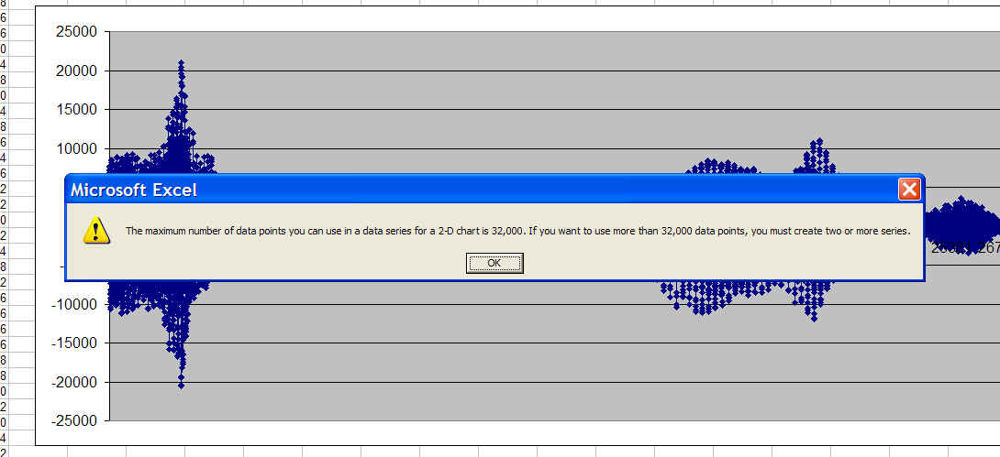 25000
20000
15000
10000
Microsoft Excel
The maximum number of data points you can use in a data series for a 2-D chart is 32,000. If you want to use more than 32,000 data points, you must create two or more series.
OK
-10000
-15000
-20000
-25000